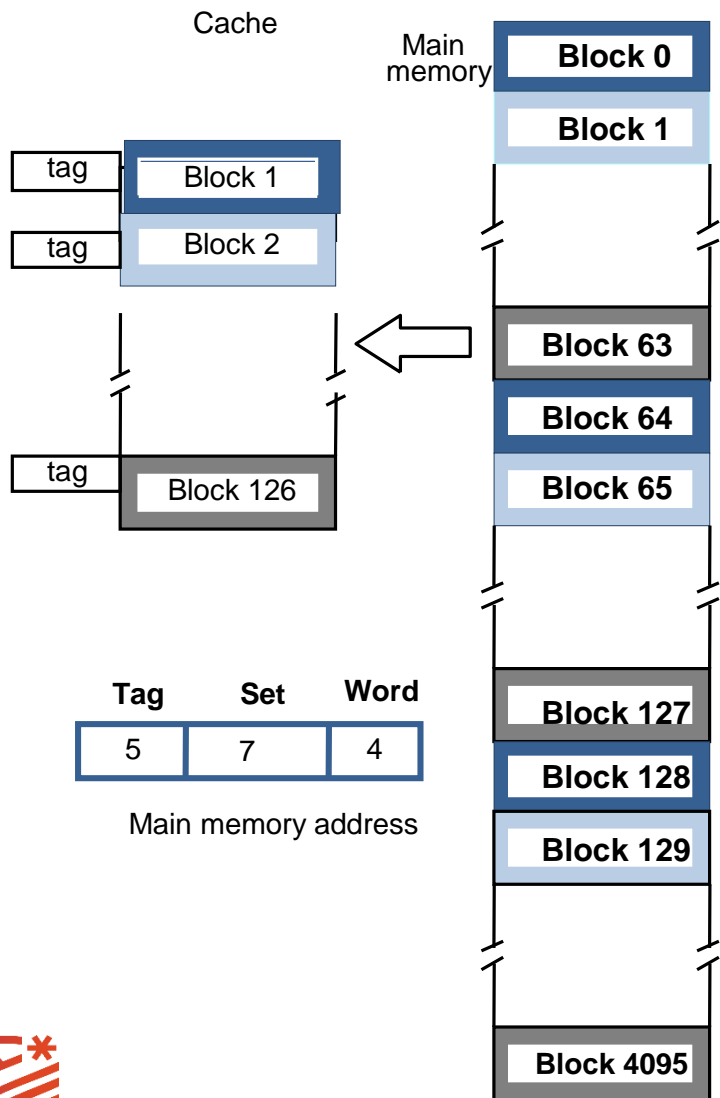 Cache
Main
memory
Block 0
Block 1
tag
Block 1
tag
Block 2
Block 63
Block 64
Block 65
tag
Block 126
Tag Set Word
5 7 4
Main memory address
Block 127
Block 128
Block 129
Block 4095